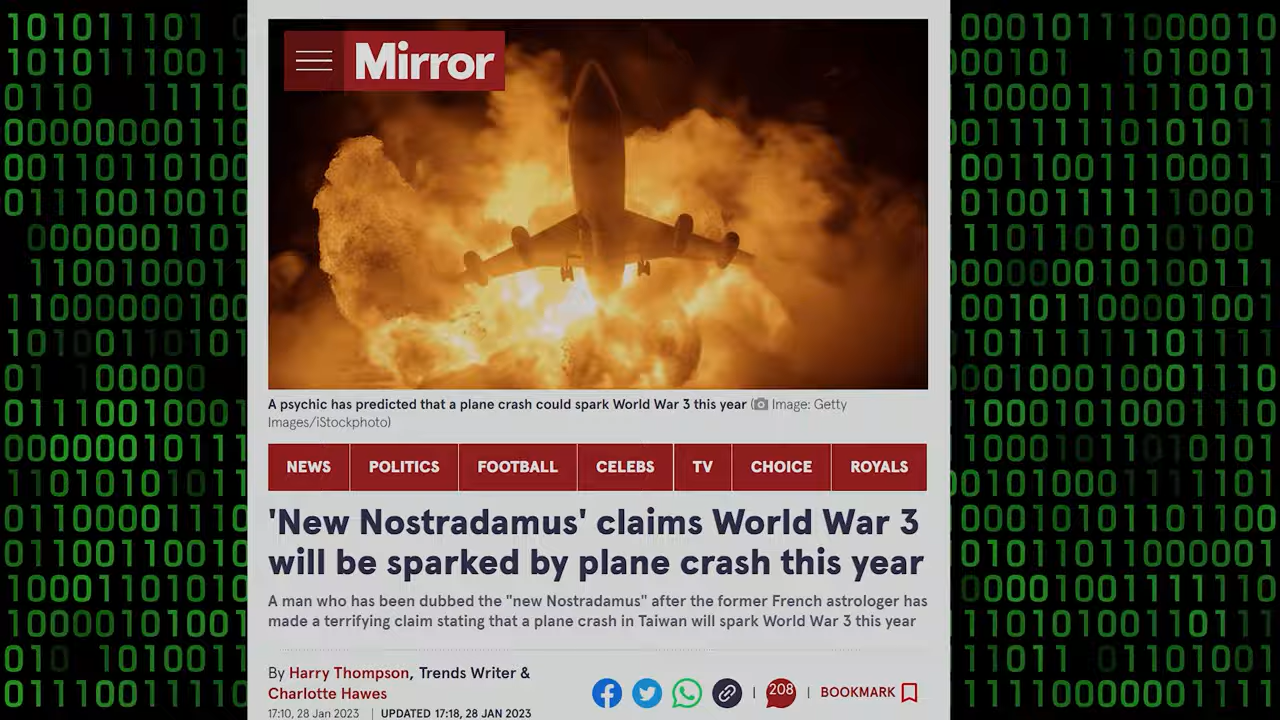 Mirror
A psychic has predicted that a plane crash could spark World War 3 this year (Image: Getty
Images/iStockphoto)
NEWS POLITICS FOOTBALL CELEBS TV CHOICE ROYALS
'New Nostradamus' claims World War 3
will be sparked by plane crash this year
A man who has been dubbed the "new Nostradamus" after the former French astrologer has
made a terrifying claim stating that a plane crash in Taiwan will spark World War 3 this year
By Harry Thompson, Trends Writer &
Charlotte Hawes
208 | BOOKMARK
17:10, 28 Jan 2023 | UPDATED 17:18, 28 JAN 2023